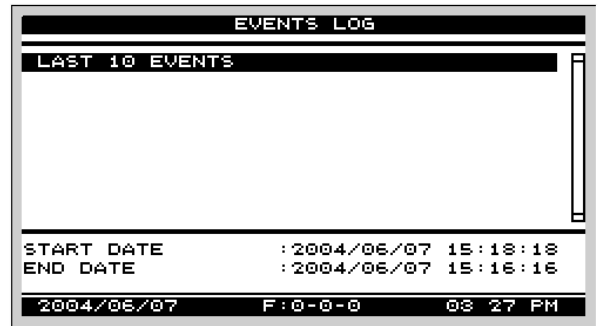 EVENTS LOG
LAST 10 EVENTS
START DATE :2004/06/07 15:18:18
END DATE :2004/06/07 15:16:16
2004/06/07 F:0-0-0 03 27 PM